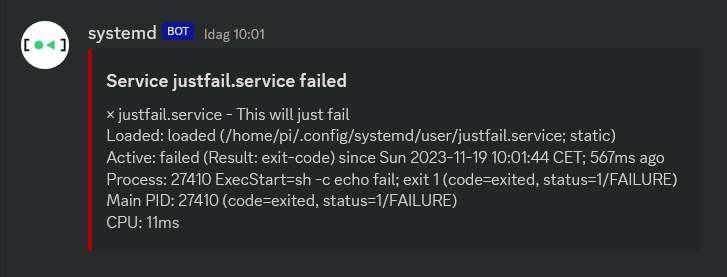 systemd BOT Idag 10:01
Service justfail.service failed
× justfail.service - This will just fail
Loaded: loaded (/home/pi/.config/systemd/user/justfail.service; static)
Active: failed (Result: exit-code) since Sun 2023-11-19 10:01:44 CET; 567ms ago
Process: 27410 ExecStart=sh -c echo fail; exit 1 (code=exited, status=1/FAILURE)
Main PID: 27410 (code=exited, status=1/FAILURE)
CPU: 11ms